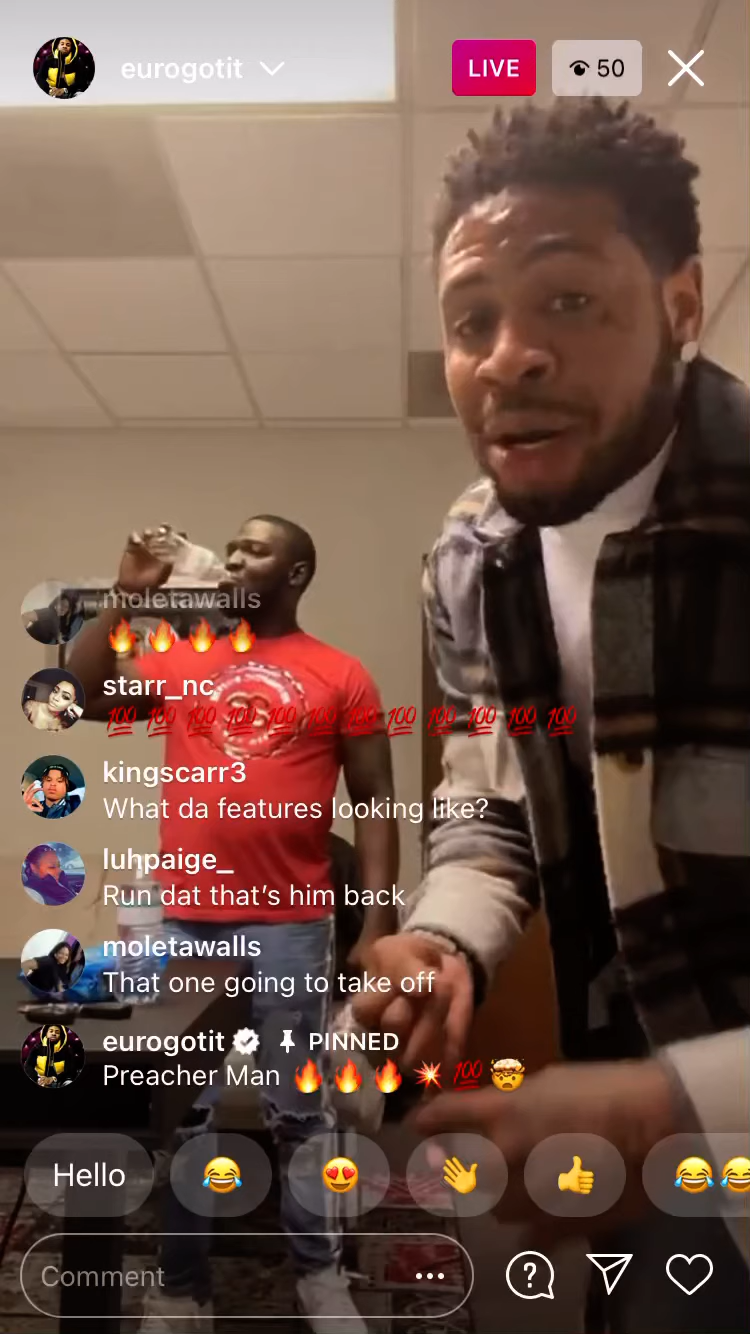 eurogotit
LIVE
50
moletawalls
🔥 🔥 🔥 🔥
starr_nc
💯 💯 💯 💯 💯 💯 💯 💯 💯 💯 💯 💯
kingscarr3
What da features looking like?
luhpaige_
Run dat that’s him back
moletawalls
That one going to take off
eurogotit PINNED
Preacher Man 🔥 🔥 🔥 💥 💯 🤯
Hello 😂 😍 👋 👍 😂 😂
Comment ...